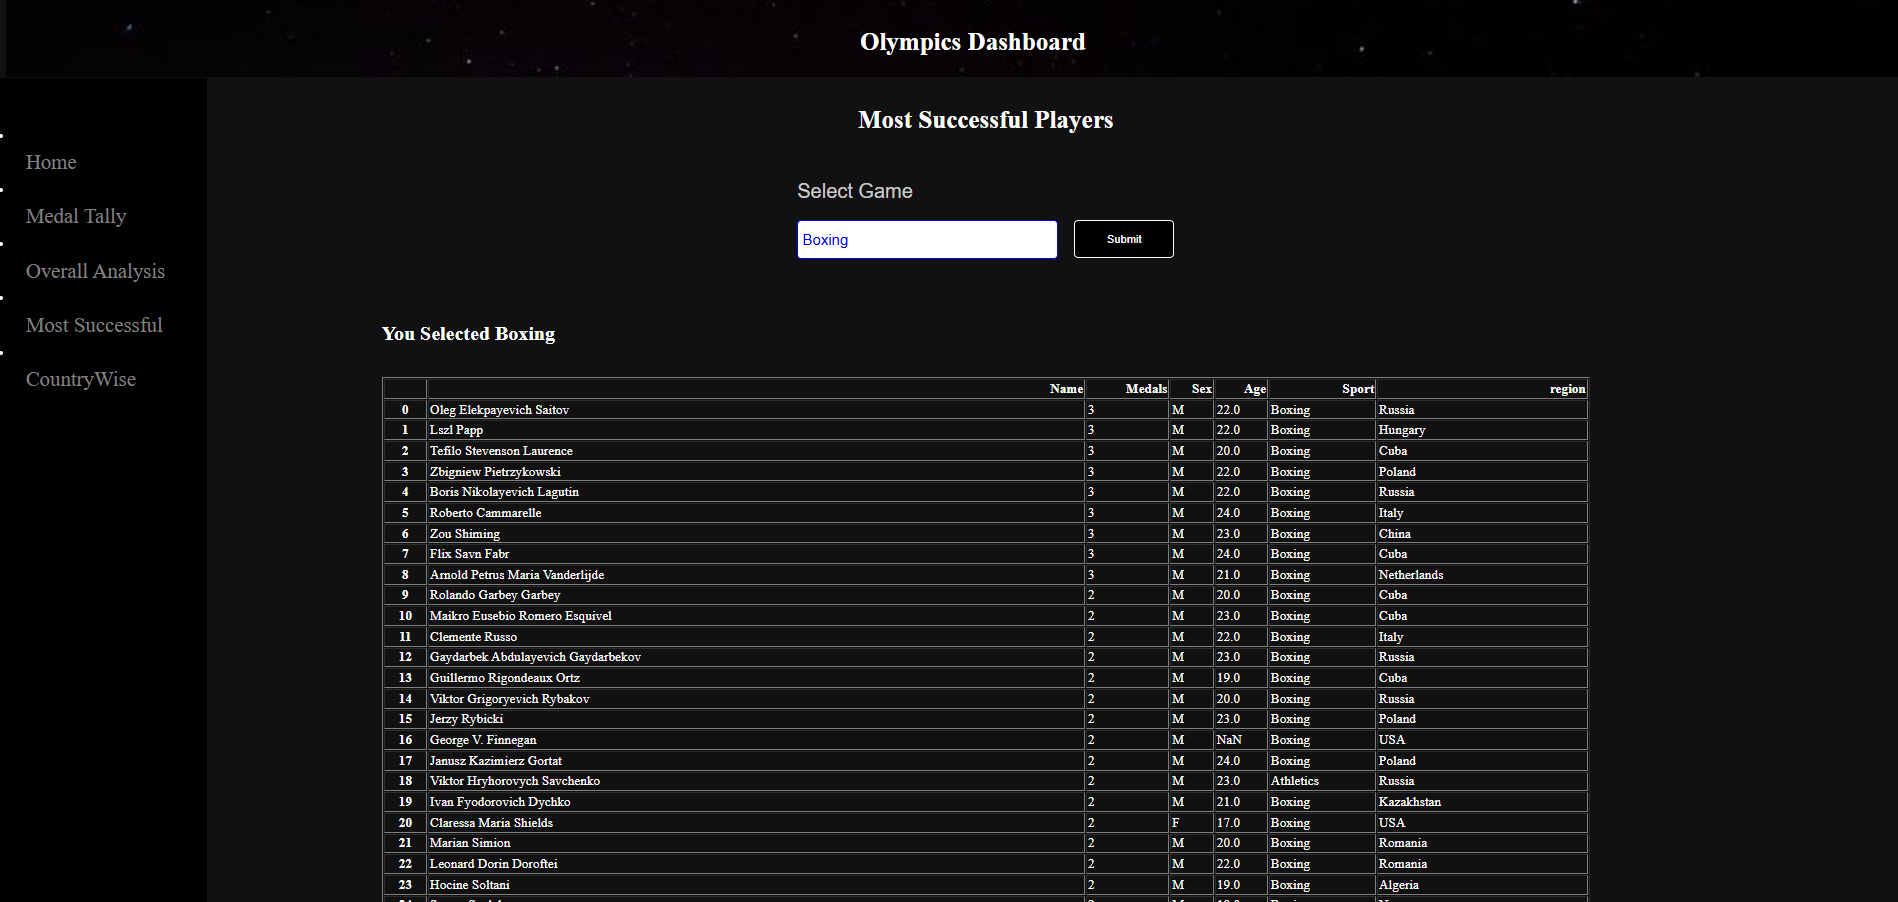 Olympics Dashboard
Home
Medal Tally
Overall Analysis
Most Successful
CountryWise
Most Successful Players
Select Game
Boxing
Submit
You Selected Boxing
Name Medals Sex Age Sport region
0 Oleg Elekpayevich Saitov 3 M 22.0 Boxing Russia
1 Lszl Papp 3 M 22.0 Boxing Hungary
2 Tefilo Stevenson Laurence 3 M 20.0 Boxing Cuba
3 Zbigniew Pietrzykowski 3 M 22.0 Boxing Poland
4 Boris Nikolayevich Lagutin 3 M 22.0 Boxing Russia
5 Roberto Cammarelle 3 M 24.0 Boxing Italy
6 Zou Shiming 3 M 23.0 Boxing China
7 Flix Savn Fabr 3 M 24.0 Boxing Cuba
8 Arnold Petrus Maria Vanderlijde 3 M 21.0 Boxing Netherlands
9 Rolando Garbey Garbey 2 M 20.0 Boxing Cuba
10 Maikro Eusebio Romero Esquivel 2 M 23.0 Boxing Cuba
11 Clemente Russo 2 M 22.0 Boxing Italy
12 Gaydarbek Abdulayevich Gaydarbekov 2 M 23.0 Boxing Russia
13 Guillermo Rigondeaux Ortz 2 M 19.0 Boxing Cuba
14 Viktor Grigoryevich Rybakov 2 M 20.0 Boxing Russia
15 Jerzy Rybicki 2 M 23.0 Boxing Poland
16 George V. Finnegan 2 M NaN Boxing USA
17 Janusz Kazimierz Gortat 2 M 24.0 Boxing Poland
18 Viktor Hryhorovych Savchenko 2 M 23.0 Athletics Russia
19 Ivan Fyodorovich Dychko 2 M 21.0 Boxing Kazakhstan
20 Claressa Maria Shields 2 F 17.0 Boxing USA
21 Marian Simion 2 M 20.0 Boxing Romania
22 Leonard Dorin Doroftei 2 M 22.0 Boxing Romania
23 Hocine Soltani 2 M 19.0 Boxing Algeria